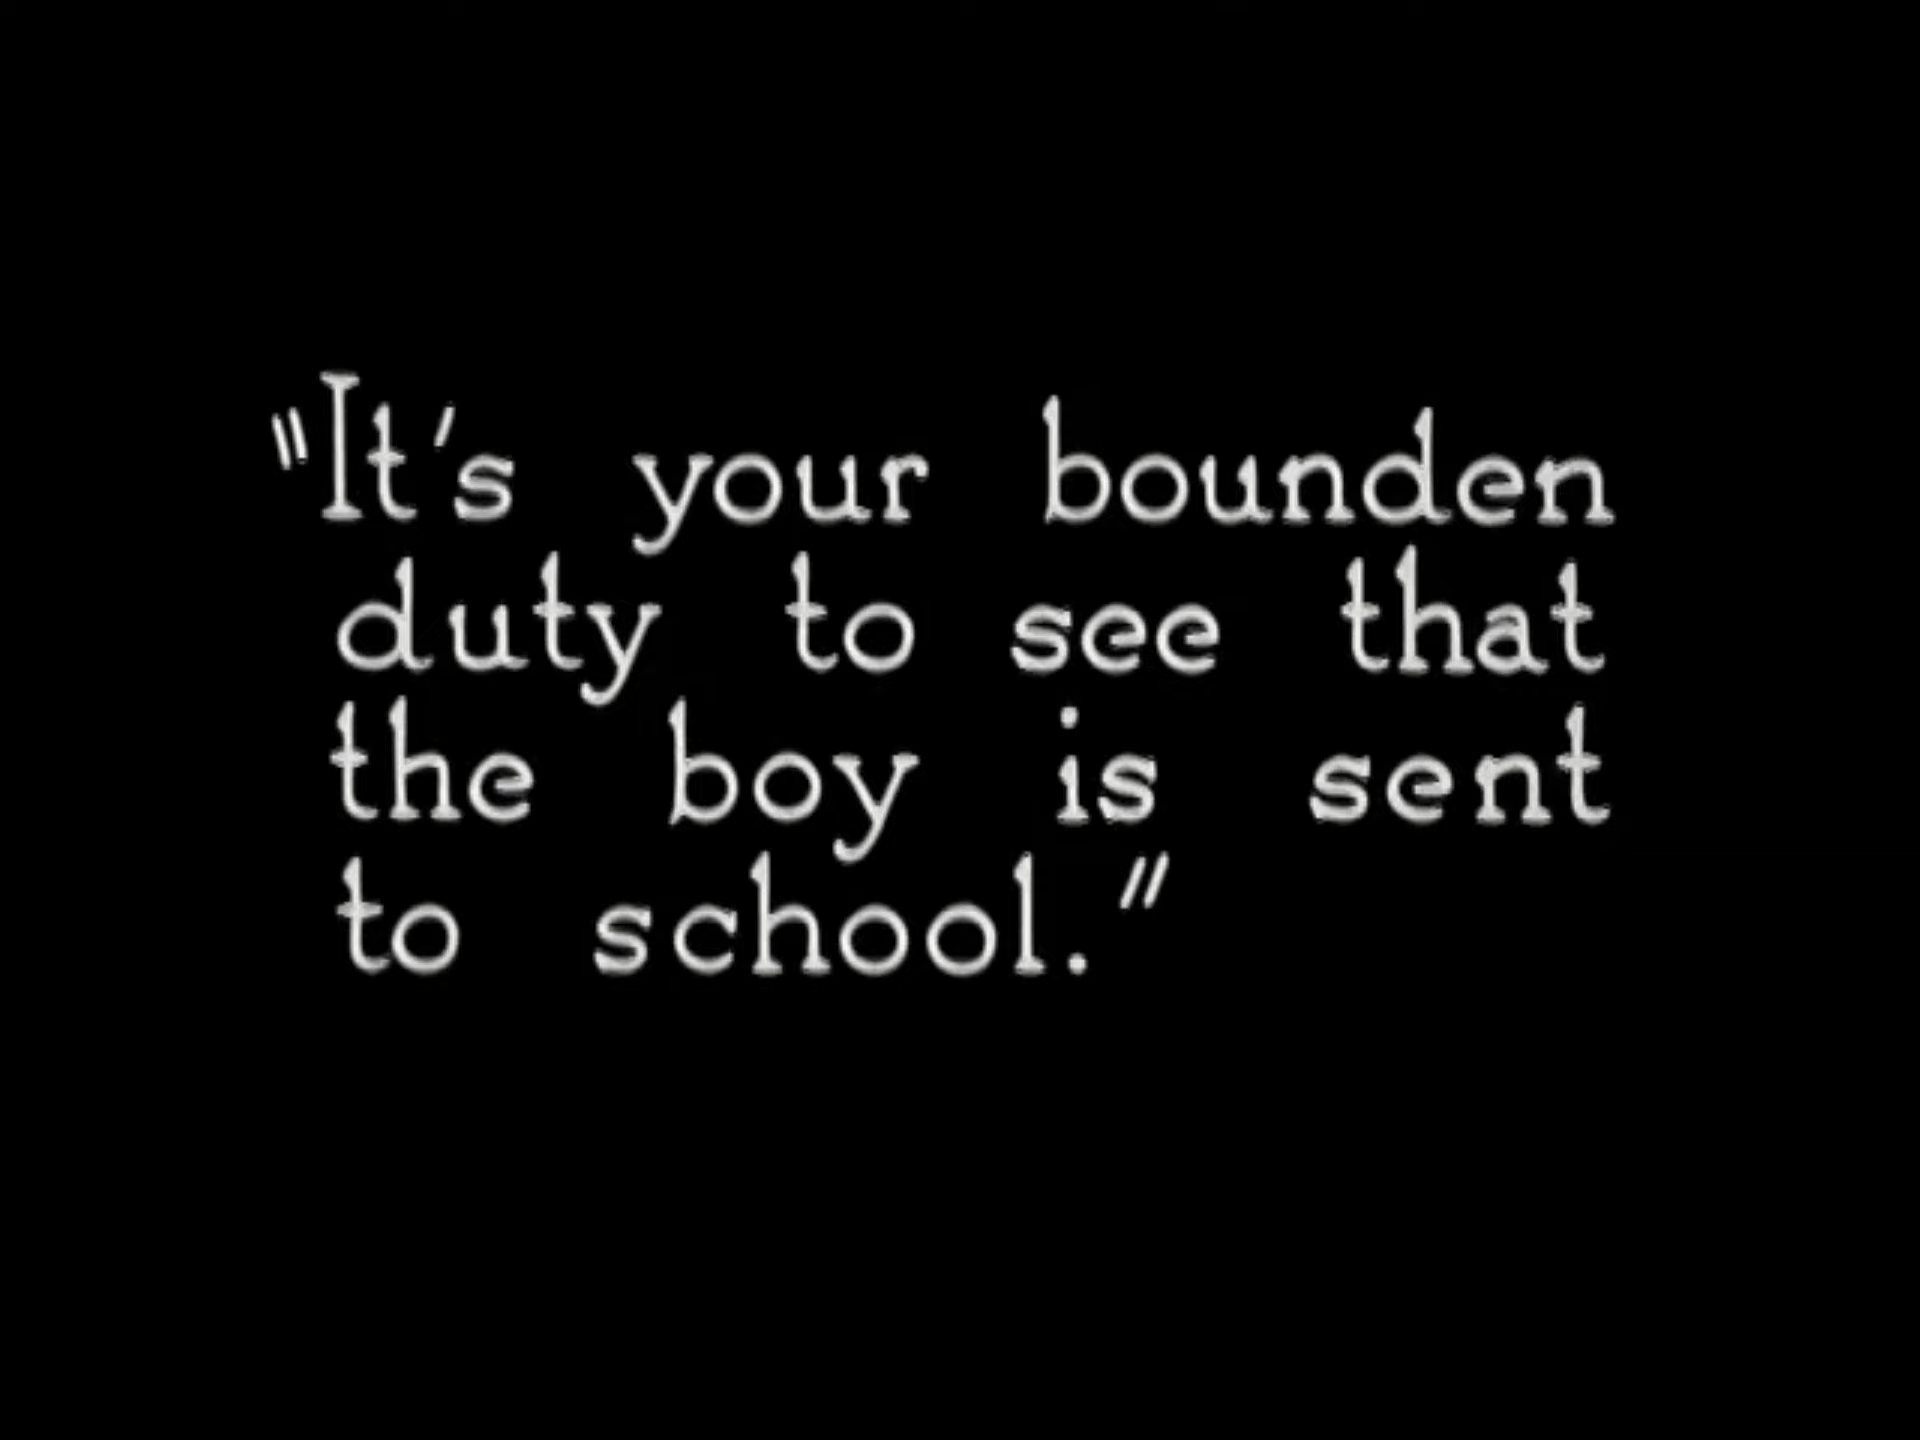 "It's your bounden
duty to see that
the boy is sent
to school."